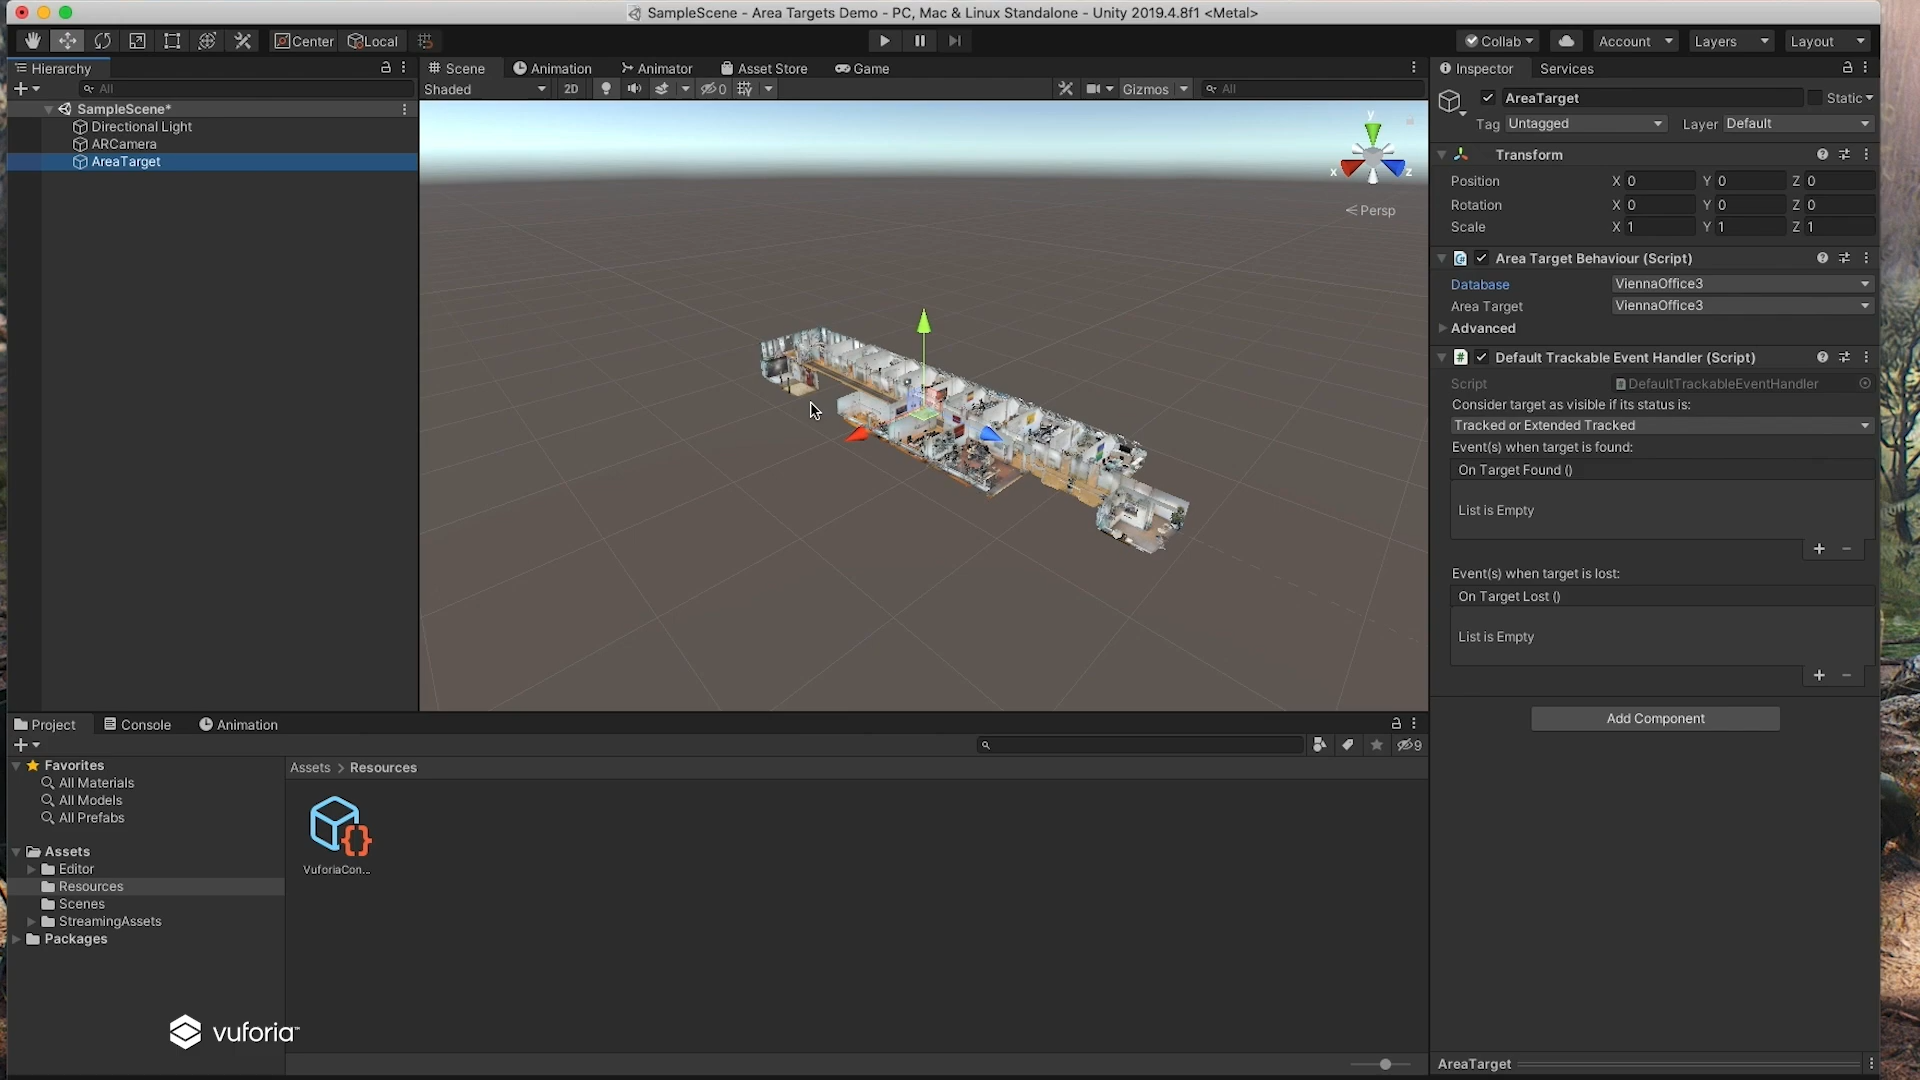 SampleScene - Area Targets Demo - PC, Mac & Linux Standalone - Unity 2019.4.8f1 <Metal>
Center Local
Collab Account Layers Layout
Hierarchy
All
SampleScene*
Directional Light
ARCamera
AreaTarget
Scene Animation Animator Asset Store Game
Shaded 2D 0 Gizmos All
y
x z
Persp
Inspector Services
AreaTarget Static
Tag Untagged Layer Default
Transform
Position X 0 Y 0 Z 0
Rotation X 0 Y 0 Z 0
Scale X 1 Y 1 Z 1
Area Target Behaviour (Script)
Database ViennaOffice3
Area Target ViennaOffice3
Advanced
Default Trackable Event Handler (Script)
Script DefaultTrackableEventHandler
Consider target as visible if its status is:
Tracked or Extended Tracked
Event(s) when target is found:
On Target Found ()
List is Empty
Event(s) when target is lost:
On Target Lost ()
List is Empty
Add Component
AreaTarget
Project Console Animation
9
Favorites
All Materials
All Models
All Prefabs
Assets
Editor
Resources
Scenes
StreamingAssets
Packages
Assets > Resources
VuforiaCon...
vuforia™